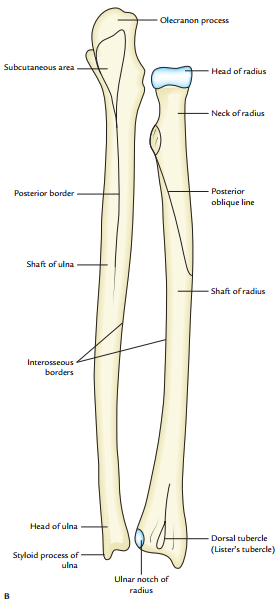 Olecranon process
Subcutaneous area
Head of radius
Neck of radius
Posterior border
Posterior
oblique line
Shaft of ulna
Shaft of radius
Interosseous
borders
Head of ulna
Dorsal tubercle
(Lister's tubercle)
Styloid process of
ulna
Ulnar notch of
radius
B